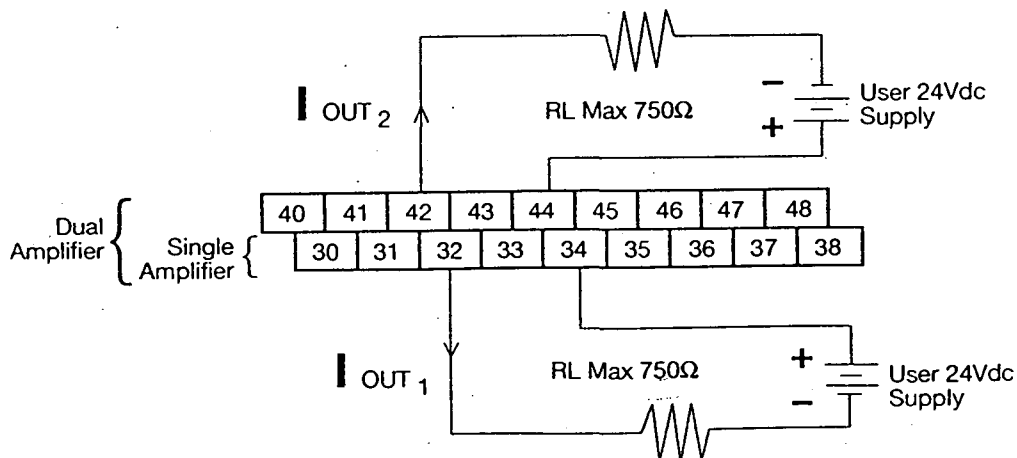 I OUT 2
RL Max 750Ω
−
+
User 24Vdc
Supply
Dual
Amplifier
40 41 42 43 44 45 46 47 48
Single
Amplifier
30 31 32 33 34 35 36 37 38
I OUT 1
RL Max 750Ω
+
−
User 24Vdc
Supply